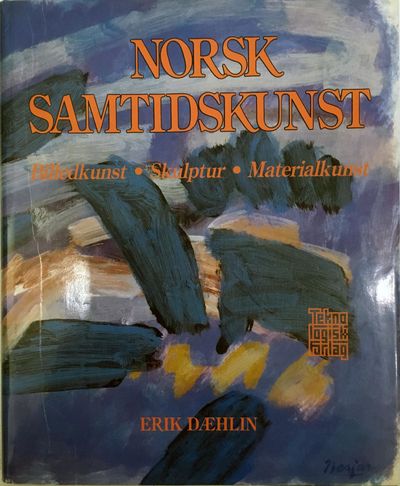 NORSK
SAMTIDSKUNST
Billedkunst • Skulptur • Materialkunst
Tekno
logisk
Forlag
ERIK DÆHLIN